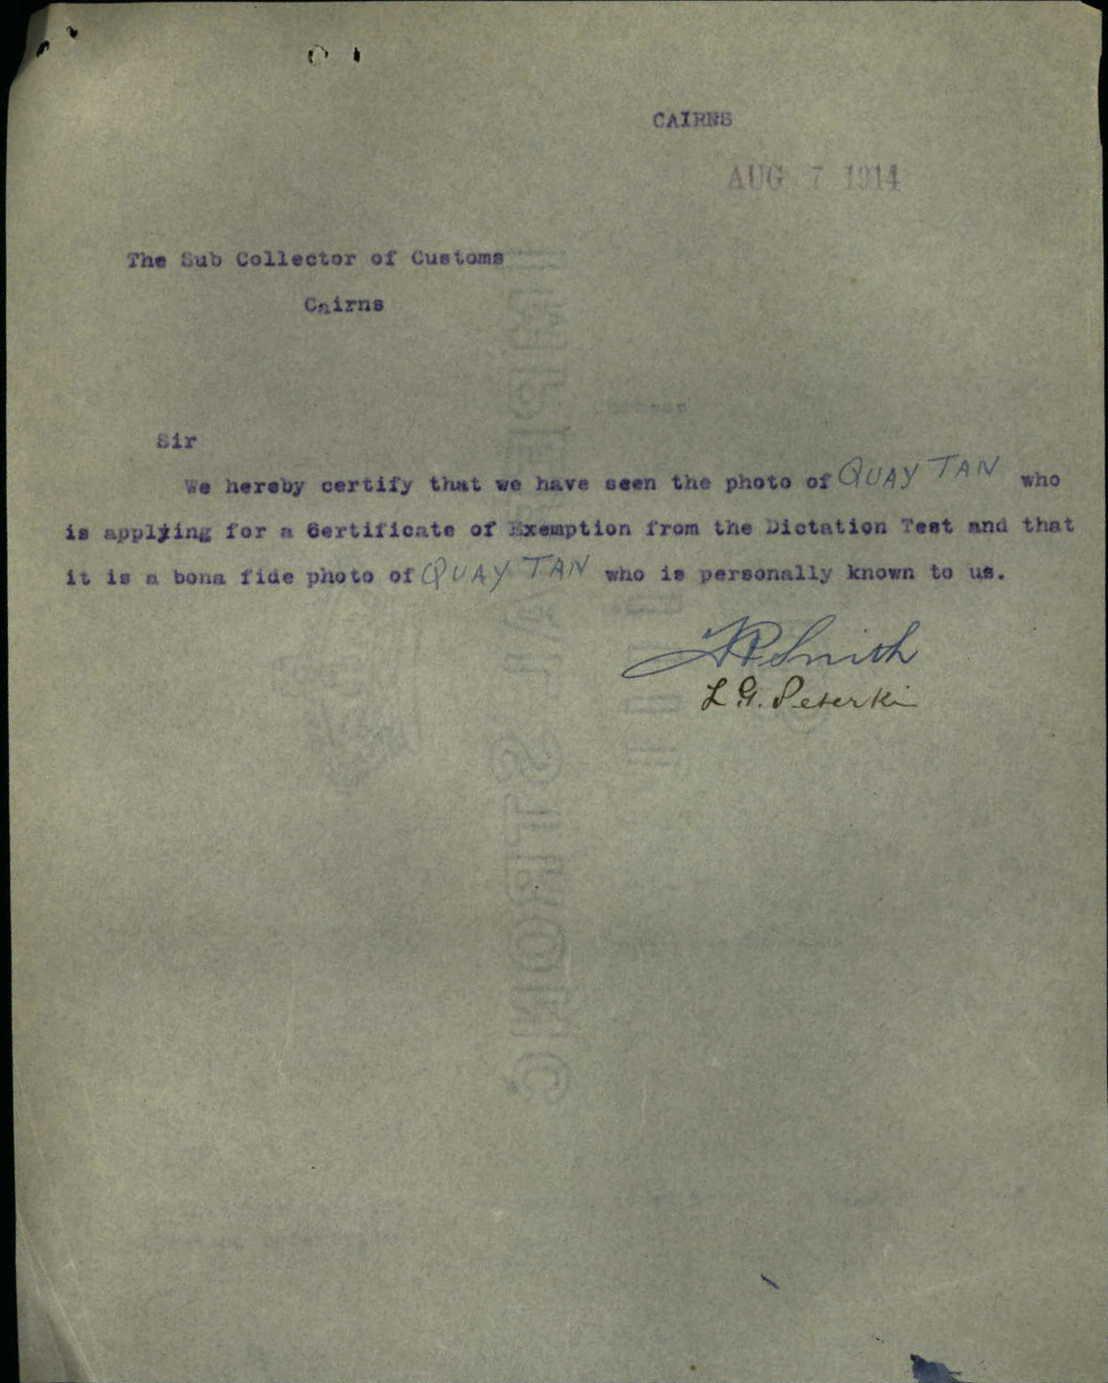 CAIRNS
AUG 7 1914
The Sub Collector of Customs
Cairns
Sir
We hereby certify that we have seen the photo of QUAY TAN who
is applying for a Certificate of Exemption from the Dictation Test and that
it is a bona fide photo of QUAY TAN who is personally known to us.
Smith
L. G. Peterkin